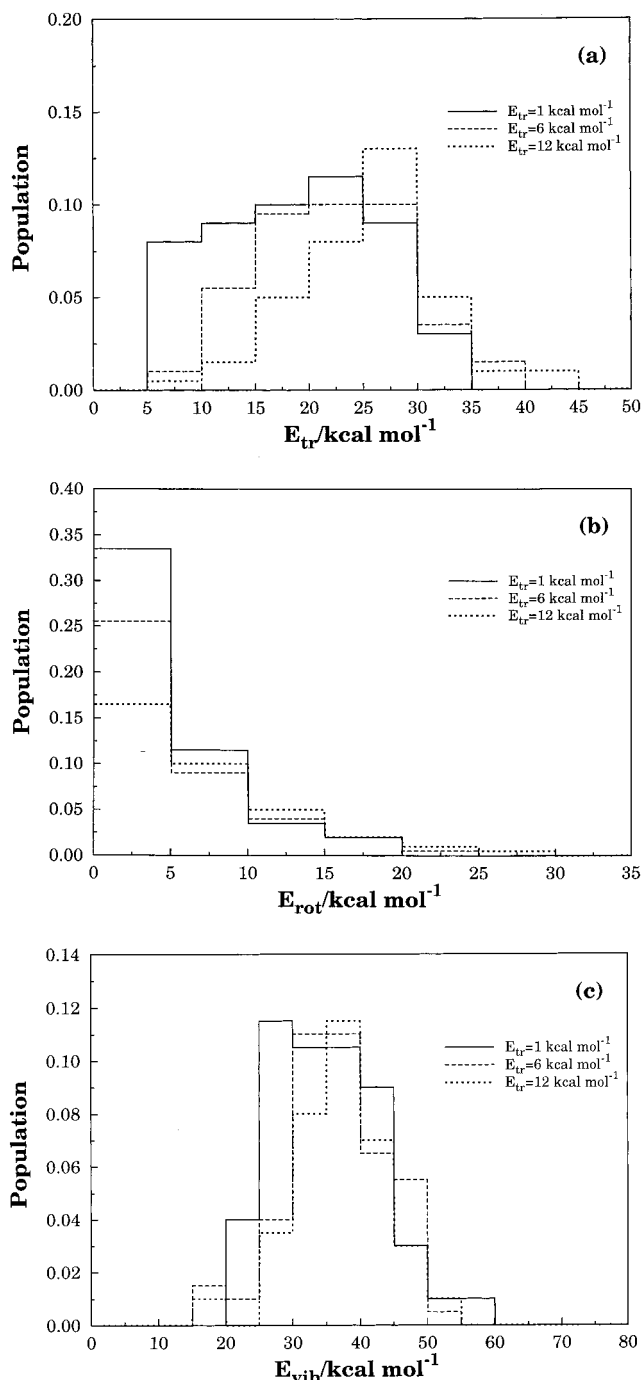 0.20
(a)
E_tr=1 kcal mol⁻¹
E_tr=6 kcal mol⁻¹
E_tr=12 kcal mol⁻¹
0.15
0.10
0.05
0.00
Population
0 5 10 15 20 25 30 35 40 45 50
E_tr/kcal mol⁻¹
0.40
(b)
0.35
E_tr=1 kcal mol⁻¹
E_tr=6 kcal mol⁻¹
E_tr=12 kcal mol⁻¹
0.30
0.25
0.20
0.15
0.10
0.05
0.00
Population
0 5 10 15 20 25 30 35
E_rot/kcal mol⁻¹
0.14
(c)
0.12
E_tr=1 kcal mol⁻¹
E_tr=6 kcal mol⁻¹
E_tr=12 kcal mol⁻¹
0.10
0.08
0.06
0.04
0.02
0.00
Population
0 10 20 30 40 50 60 70 80
E_vib/kcal mol⁻¹